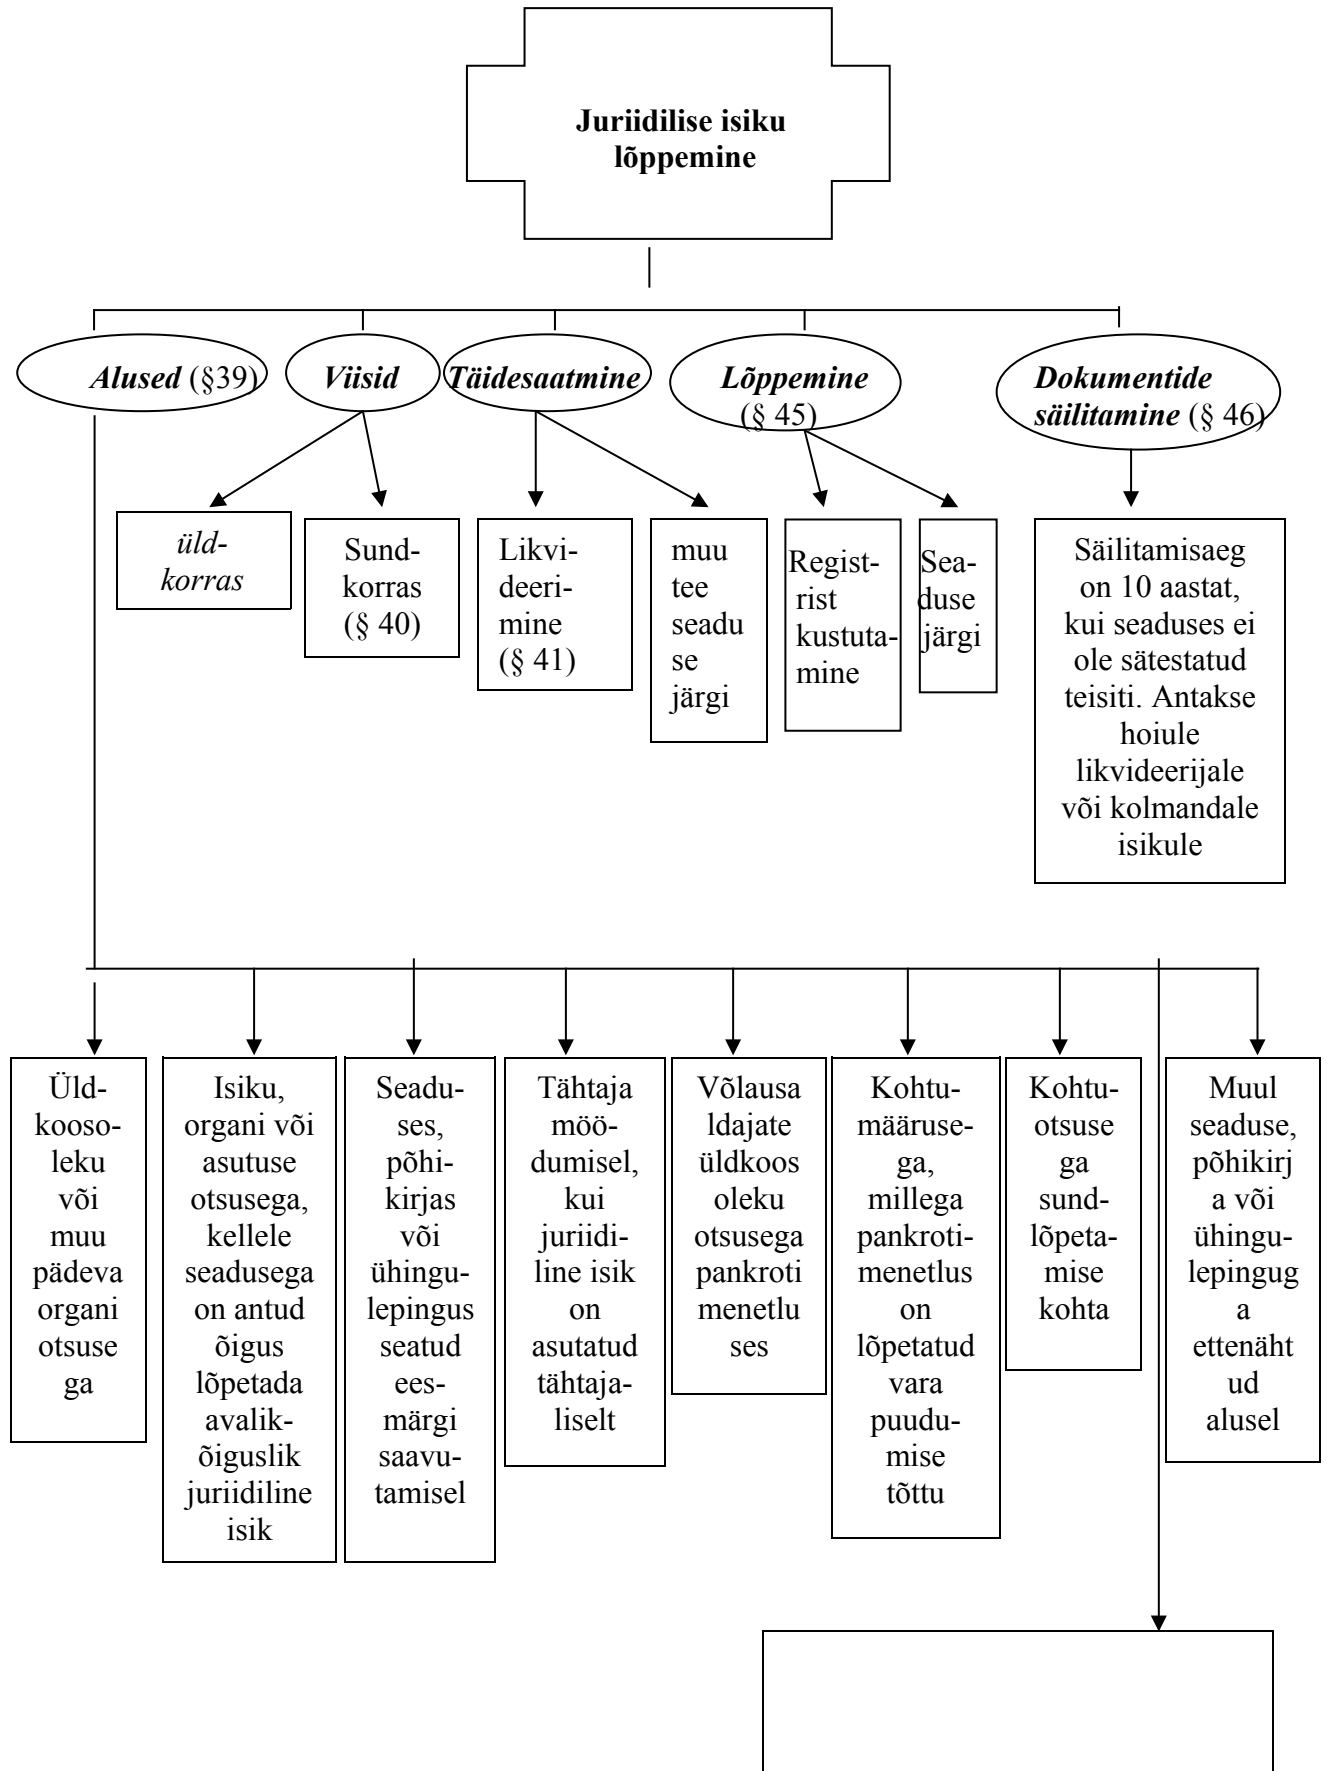 Juriidilise isiku
lõppemine
Alused (§39)
Viisid
Täidesaatmine
Lõppemine
(§ 45)
Dokumentide
säilitamine (§ 46)
üld-
korras
Sund-
korras
(§ 40)
Likvi-
deeri-
mine
(§ 41)
muu
tee
seadu
se
järgi
Regist-
rist
kustuta-
mine
Sea-
duse
järgi
Säilitamisaeg
on 10 aastat,
kui seaduses ei
ole sätestatud
teisiti. Antakse
hoiule
likvideerijale
või kolmandale
isikule
Üld-
kooso-
leku
või
muu
pädeva
organi
otsuse
ga
Isiku,
organi või
asutuse
otsusega,
kellele
seadusega
on antud
õigus
lõpetada
avalik-
õiguslik
juriidiline
isik
Seadu-
ses,
põhi-
kirjas
või
ühingu-
lepingus
seatud
ees-
märgi
saavu-
tamisel
Tähtaja
möö-
dumisel,
kui
juriidi-
line isik
on
asutatud
tähtaja-
liselt
Võlausa
ldajate
üldkoos
oleku
otsusega
pankroti
menetlu
ses
Kohtu-
määruse-
ga,
millega
pankroti-
menetlus
on
lõpetatud
vara
puudu-
mise
tõttu
Kohtu-
otsuse
ga
sund-
lõpeta-
mise
kohta
Muul
seaduse,
põhikirj
a või
ühingu-
lepingug
a
ettenäht
ud
alusel